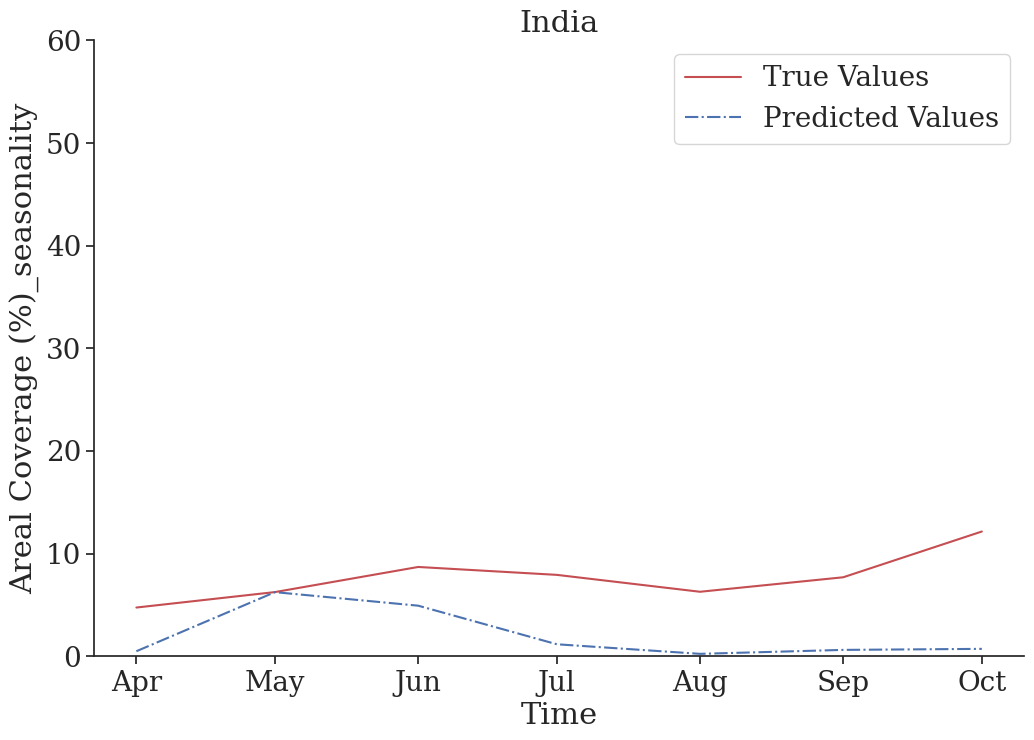 India
True Values
Predicted Values
Areal Coverage (%)_seasonality
60
50
40
30
20
10
0
Apr May Jun Jul Aug Sep Oct
Time